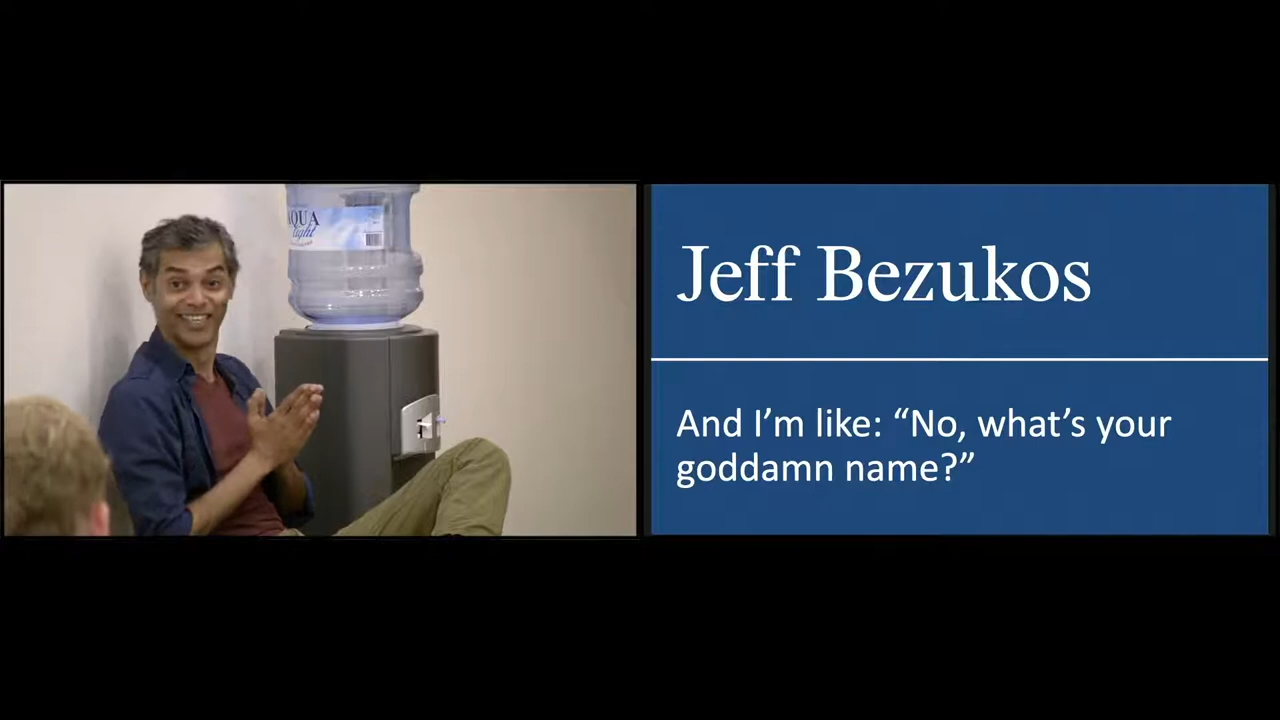 AQUA
light
Jeff Bezukos
And I’m like: “No, what’s your
goddamn name?”